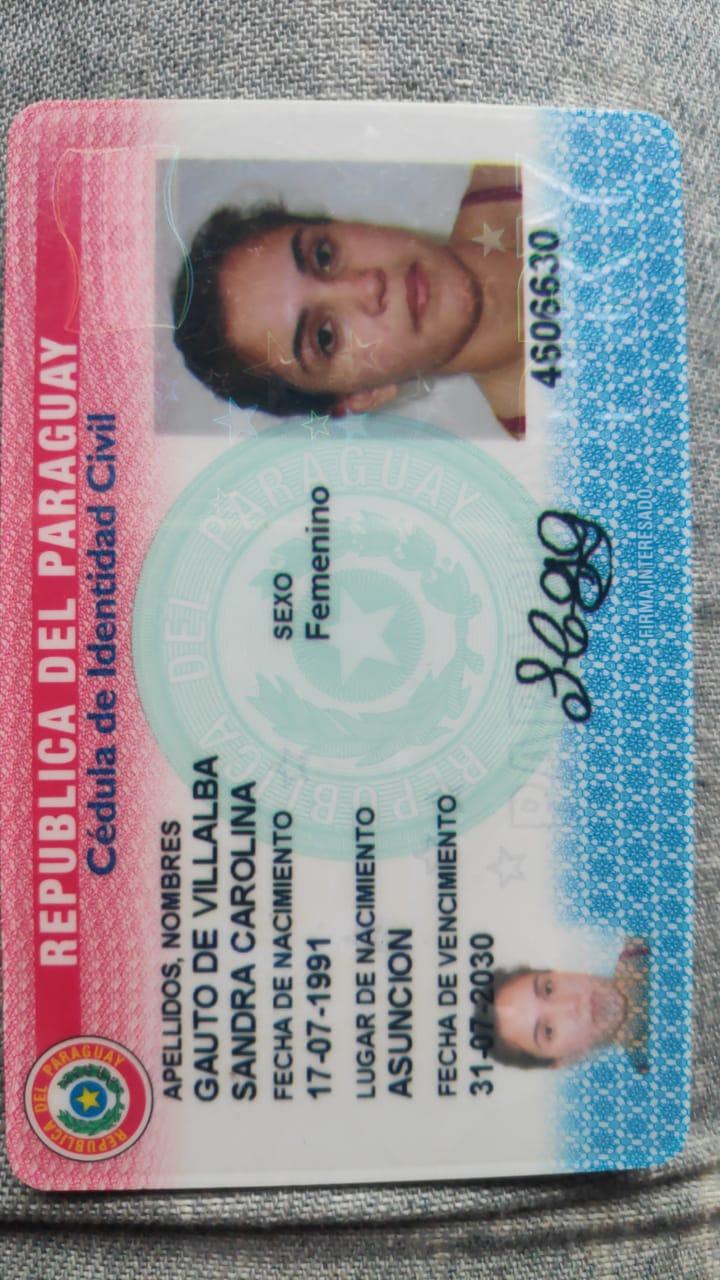 REPUBLICA DEL PARAGUAY
Cédula de Identidad Civil
REPUBLICA DEL PARAGUAY
APELLIDOS, NOMBRES
GAUTO DE VILLALBA
SANDRA CAROLINA
FECHA DE NACIMIENTO
17-07-1991
SEXO
Femenino
LUGAR DE NACIMIENTO
ASUNCION
FECHA DE VENCIMIENTO
31-07-2030
4606630
FIRMA INTERESADO
REPUBLICA DEL PARAGUAY